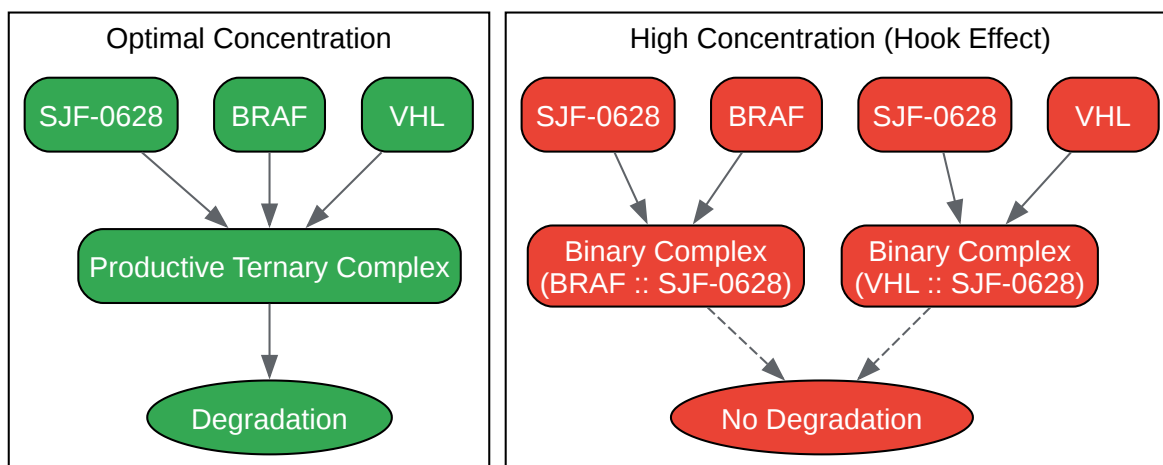 Optimal Concentration
SJF-0628
BRAF
VHL
Productive Ternary Complex
Degradation
High Concentration (Hook Effect)
SJF-0628
BRAF
SJF-0628
VHL
Binary Complex
(BRAF :: SJF-0628)
Binary Complex
(VHL :: SJF-0628)
No Degradation